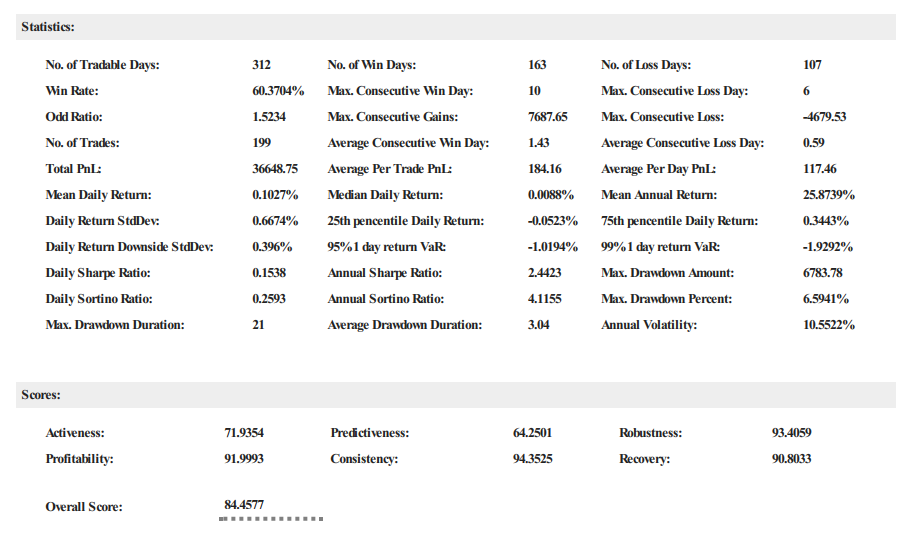 Statistics:
No. of Tradable Days: 312 No. of Win Days: 163 No. of Loss Days: 107
Win Rate: 60.3704% Max. Consecutive Win Day: 10 Max. Consecutive Loss Day: 6
Odd Ratio: 1.5234 Max. Consecutive Gains: 7687.65 Max. Consecutive Loss: -4679.53
No. of Trades: 199 Average Consecutive Win Day: 1.43 Average Consecutive Loss Day: 0.59
Total PnL: 36648.75 Average Per Trade PnL: 184.16 Average Per Day PnL: 117.46
Mean Daily Return: 0.1027% Median Daily Return: 0.0088% Mean Annual Return: 25.8739%
Daily Return StdDev: 0.6674% 25th pencentile Daily Return: -0.0523% 75th pencentile Daily Return: 0.3443%
Daily Return Downside StdDev: 0.396% 95% 1 day return VaR: -1.0194% 99% 1 day return VaR: -1.9292%
Daily Sharpe Ratio: 0.1538 Annual Sharpe Ratio: 2.4423 Max. Drawdown Amount: 6783.78
Daily Sortino Ratio: 0.2593 Annual Sortino Ratio: 4.1155 Max. Drawdown Percent: 6.5941%
Max. Drawdown Duration: 21 Average Drawdown Duration: 3.04 Annual Volatility: 10.5522%
Scores:
Activeness: 71.9354 Predictiveness: 64.2501 Robustness: 93.4059
Profitability: 91.9993 Consistency: 94.3525 Recovery: 90.8033
Overall Score: 84.4577